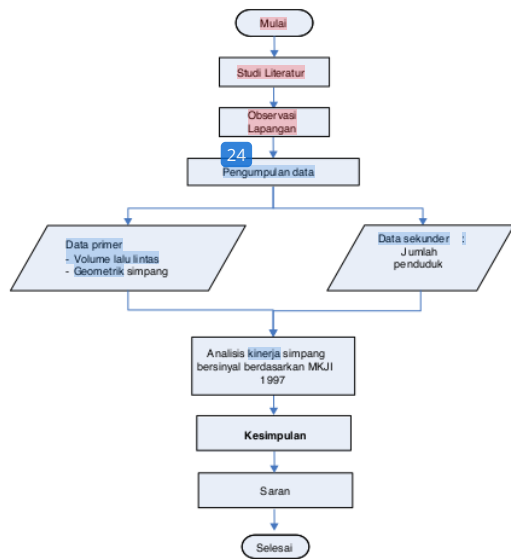 Mulai
Studi Literatur
Observasi
Lapangan
24
Pengumpulan data
Data primer
- Volume lalu lintas
- Geometrik simpang
Data sekunder :
Jumlah
penduduk
Analisis kinerja simpang
bersinyal berdasarkan MKJI
1997
Kesimpulan
Saran
Selesai